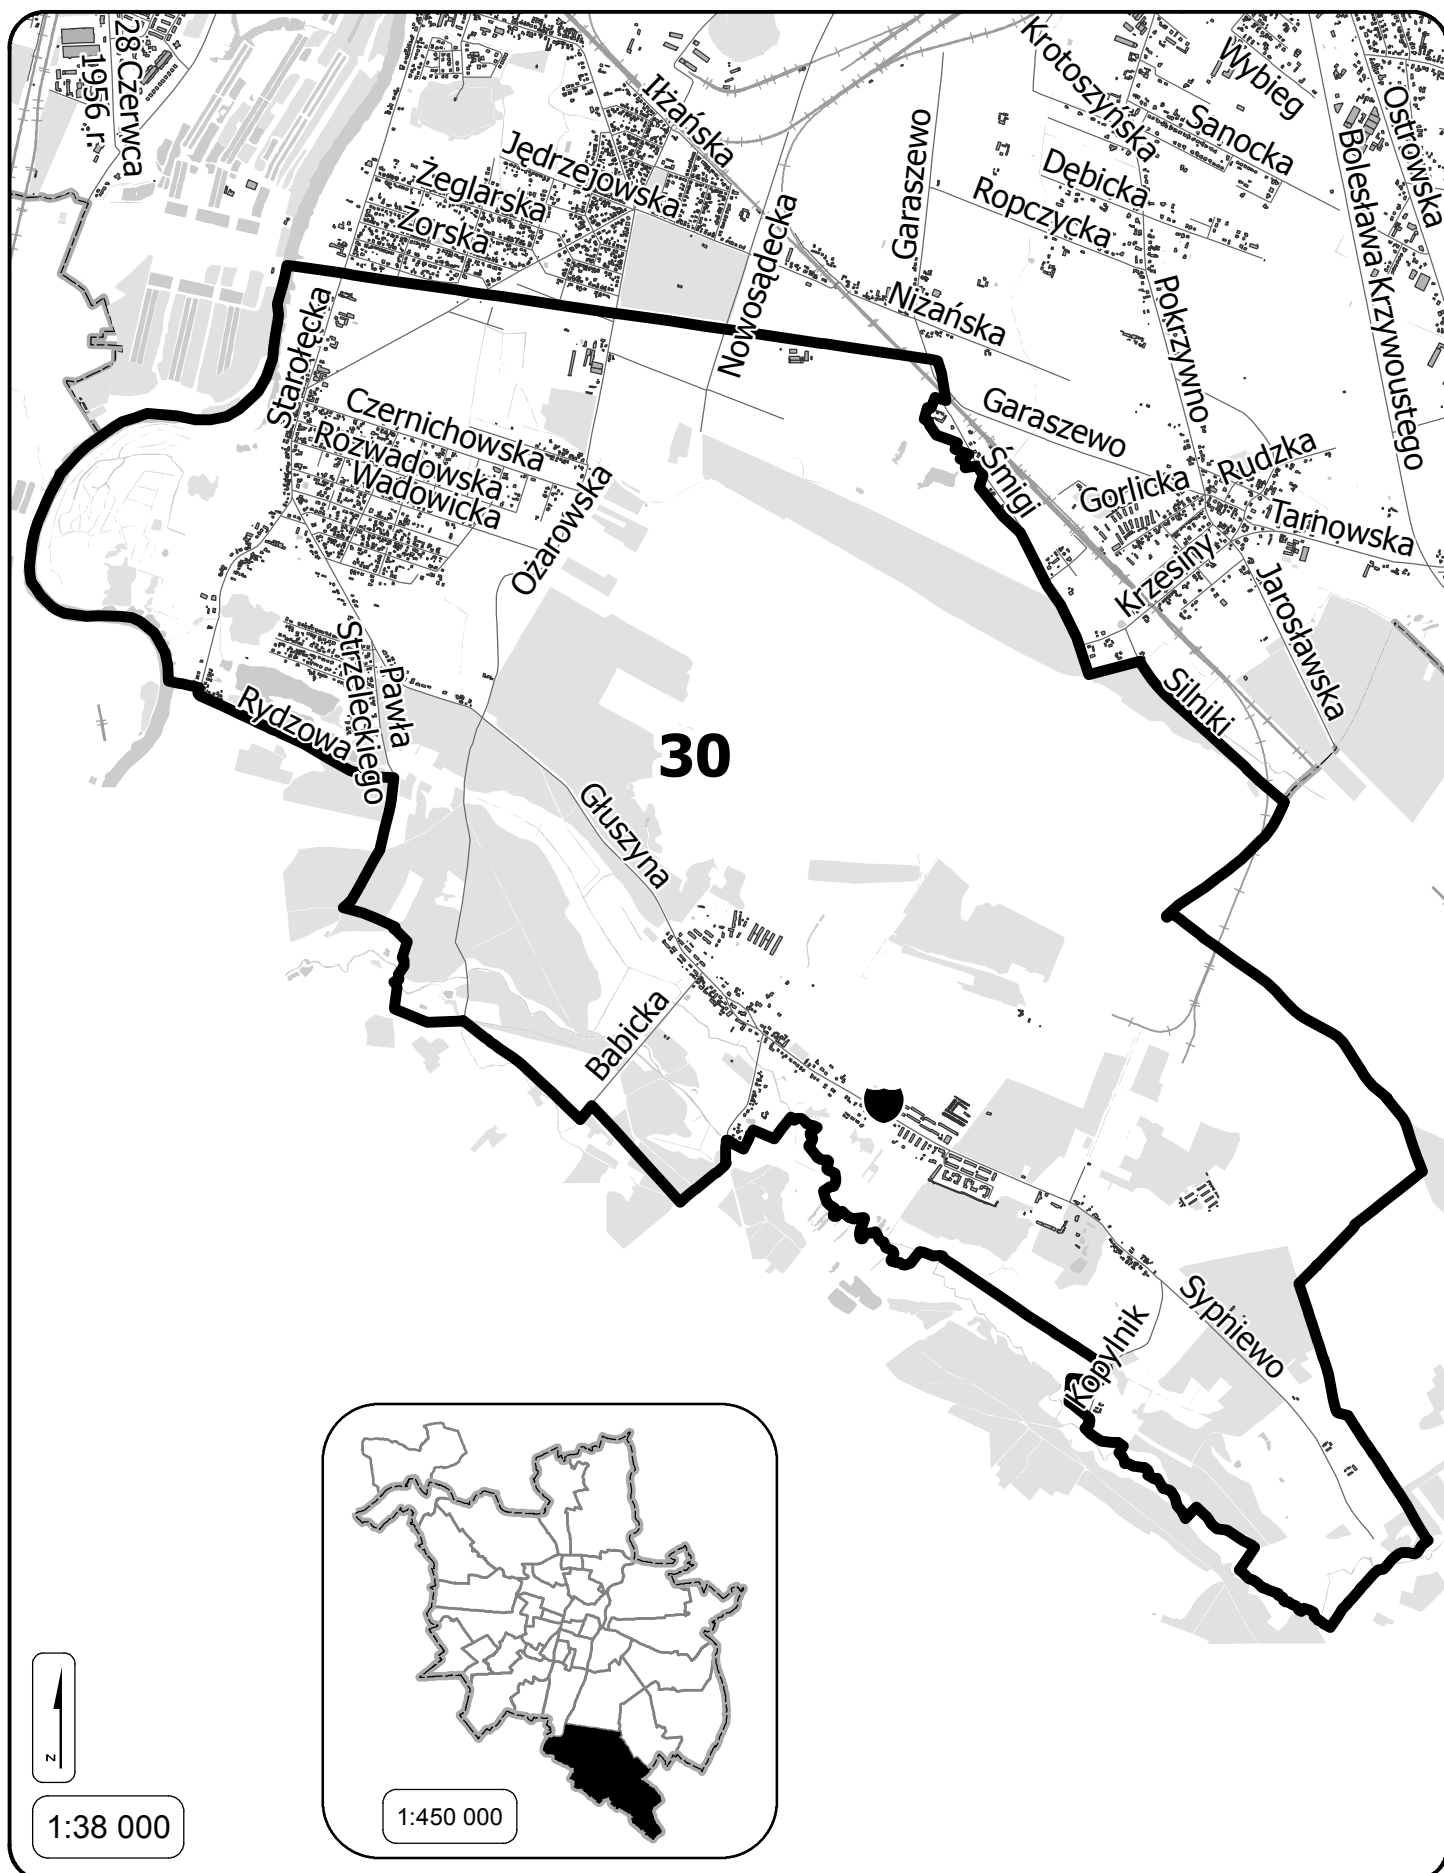 28 Czerwca
1956 r.
Iłżańska
Krotoszyńska
Wybieg
Sanocka
Ostrowska
Bolesława Krzywoustego
Jędrzejowska
Żeglarska
Żorska
Garaszewo
Dębicka
Ropczycka
Nowosądecka
Niżańska
Pokrzywno
Starołęcka
Czernichowska
Rozwadowska
Wadowicka
Ożarowska
Garaszewo
Śmigi
Gorlicka
Rudzka
Tarnowska
Krzesiny
Jarosławska
Silniki
Pawła
Strzeleckiego
Rydzowa
30
Głuszyna
Babicka
Sypniewo
Kopylnik
N
1:38 000
1:450 000